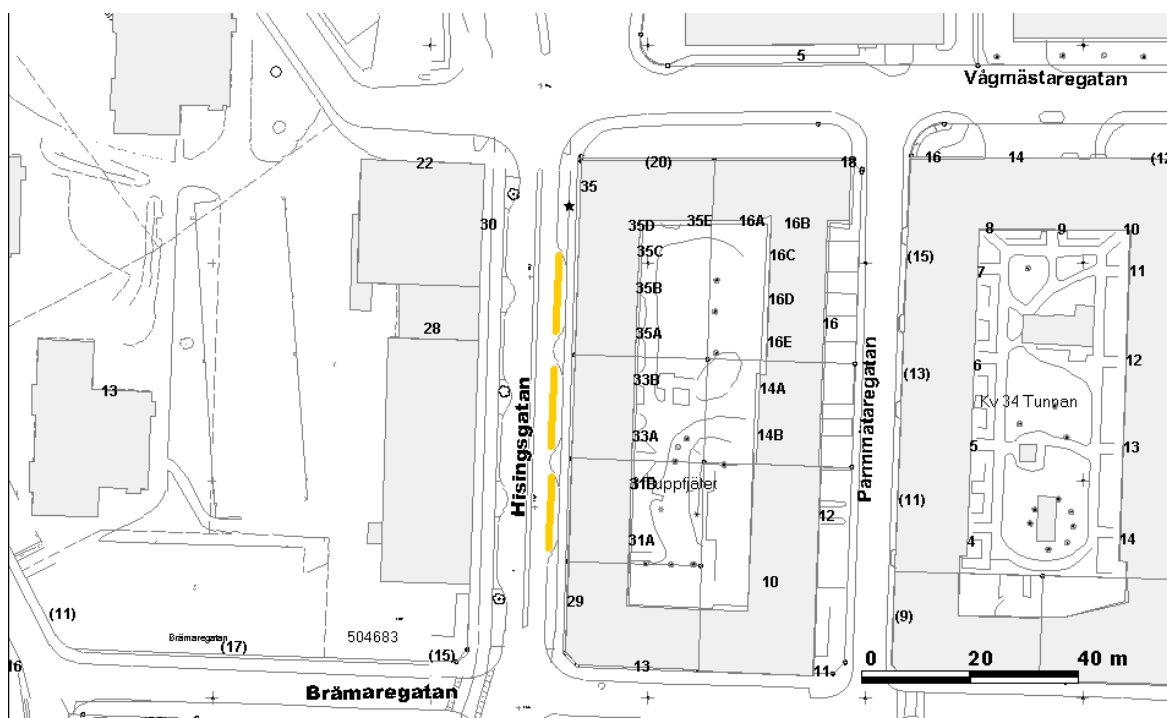 5
Vågmästaregatan
22
(20)
18
16
14
(12
35
30
35D
35E
16A
16B
8
9
10
35C
16C
(15)
7
11
35B
16D
28
35A
16
16E
13
33B
14A
6
12
(13)
Kv 34 Tunnan
33A
14B
5
13
Hisingsgatan
Parmmätaregatan
31B
(11)
12
31A
4
14
10
(11)
29
(9)
Brämaregatan
(17)
504683
(15)
16
13
11
0
20
40 m
Brämaregatan